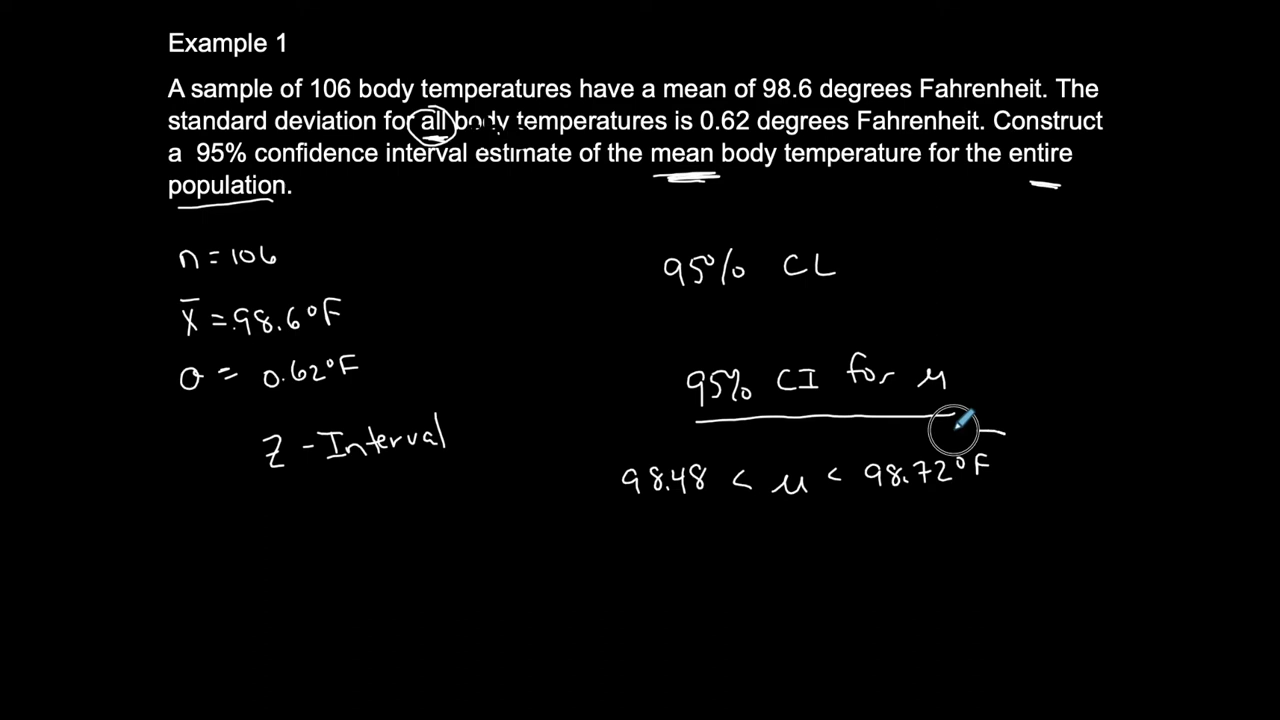 Example 1
A sample of 106 body temperatures have a mean of 98.6 degrees Fahrenheit. The
standard deviation for all body temperatures is 0.62 degrees Fahrenheit. Construct
a 95% confidence interval estimate of the mean body temperature for the entire
population.
n = 106
95% CL
x̄ = 98.6°F
σ = 0.62°F
95% CI for μ
Z - Interval
98.48 < μ < 98.72°F